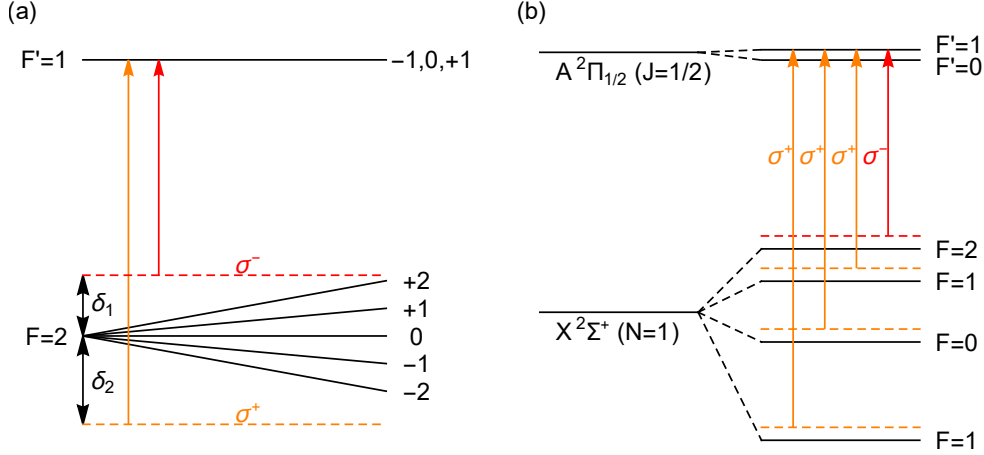 (a)
F'=1
−1,0,+1
σ⁻
+2
δ₁
+1
F=2
0
−1
δ₂
−2
σ⁺
(b)
F'=1
A ²Π₁/₂ (J=1/2)
F'=0
σ⁺ σ⁺ σ⁺ σ⁻
F=2
F=1
X ²Σ⁺ (N=1)
F=0
F=1